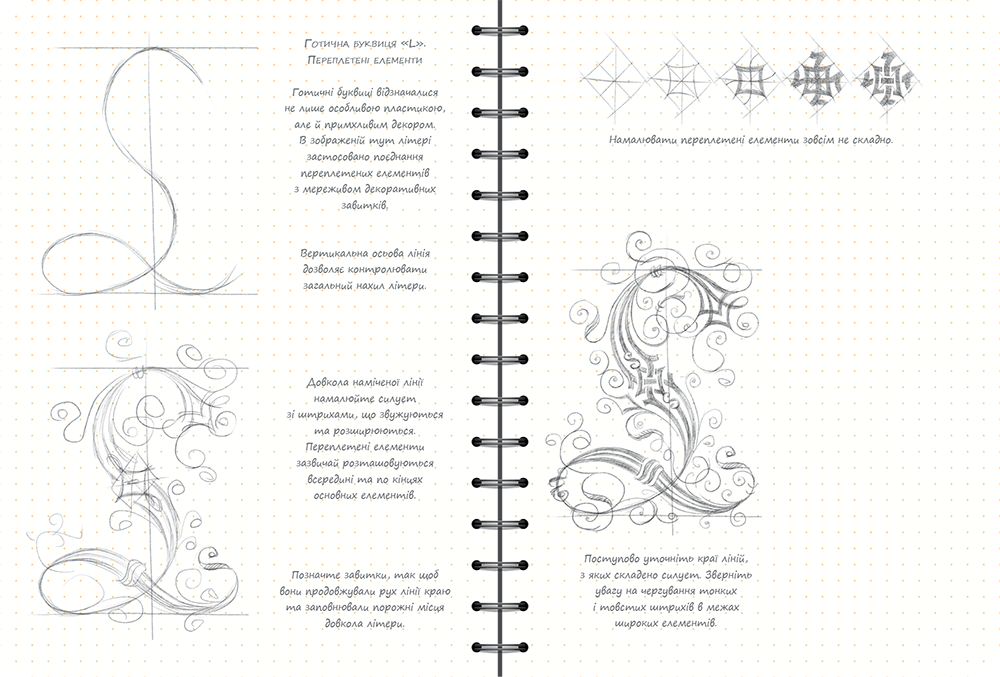 Готична буквиця «L».
Переплетені елементи
Готичні буквиці відзначалися
не лише особливою пластикою,
але й примхливим декором.
В зображеній тут літері
застосовано поєднання
переплетених елементів
з мереживом декоративних
завитків.
Вертикальна осьова лінія
дозволяє контролювати
загальний нахил літери.
Довкола наміченої лінії
намалюйте силует
зі штрихами, що звужуються
та розширюються.
Переплетені елементи
зазвичай розташовуються
всередині та по кінцях
основних елементів.
Позначте завитки, так щоб
вони продовжували рух лінії краю
та заповнювали порожні місця
довкола літери.
Намалювати переплетені елементи зовсім не складно.
Поступово уточніть краї ліній,
з яких складено силует. Зверніть
увагу на чергування тонких
і товстих штрихів в межах
широких елементів.